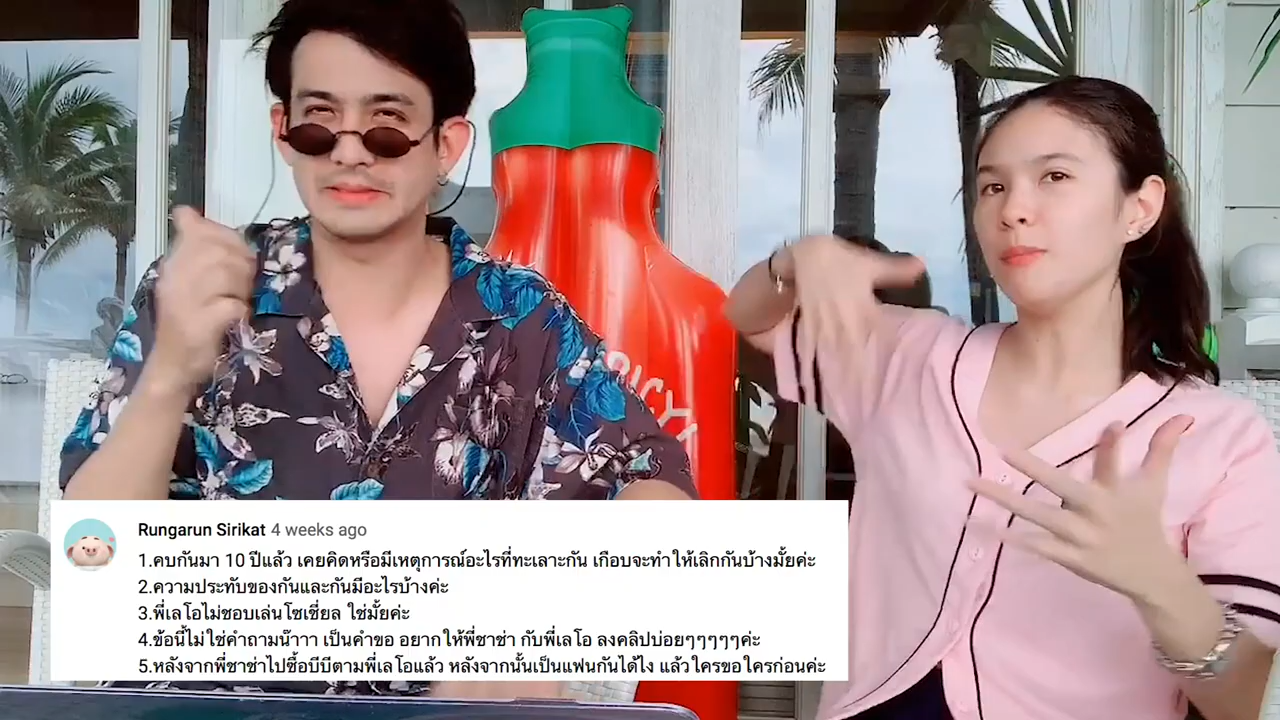 SPICY!
Rungarun Sirikat 4 weeks ago
1.คบกันมา 10 ปีแล้ว เคยคิดหรือมีเหตุการณ์อะไรที่ทะเลาะกัน เกือบจะทำให้เลิกกันบ้างมั้ยค่ะ
2.ความประทับของกันและกันมีอะไรบ้างค่ะ
3.พี่เลโอไม่ชอบเล่นโซเชี่ยล ใช่มั้ยค่ะ
4.ข้อนี้ไม่ใช่คำถามน๊าาา เป็นคำขอ อยากให้พี่ซาช่า กับพี่เลโอ ลงคลิปบ่อยๆๆๆๆๆค่ะ
5.หลังจากพี่ซาช่าไปซื้อบีบีตามพี่เลโอแล้ว หลังจากนั้นเป็นแฟนกันได้ไง แล้วใครขอใครก่อนค่ะ